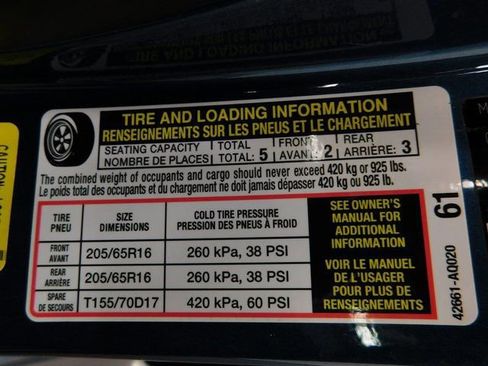 TIRE AND LOADING INFORMATION
RENSEIGNEMENTS SUR LES PNEUS ET LE CHARGEMENT
SEATING CAPACITY TOTAL FRONT REAR
NOMBRE DE PLACES TOTAL: 5 AVANT: 2 ARRIÈRE: 3
The combined weight of occupants and cargo should never exceed 420 kg or 925 lbs.
Le poids total des occupants et du chargement ne doit jamais dépasser 420 kg ou 925 lb.
TIRE SIZE COLD TIRE PRESSURE
PNEU DIMENSIONS PRESSION DES PNEUS À FROID
FRONT
AVANT 205/65R16 260 kPa, 38 PSI
REAR
ARRIÈRE 205/65R16 260 kPa, 38 PSI
SPARE
DE SECOURS T155/70D17 420 kPa, 60 PSI
SEE OWNER'S
MANUAL FOR
ADDITIONAL
INFORMATION
VOIR LE MANUEL
DE L'USAGER
POUR PLUS DE
RENSEIGNEMENTS
61
42661-A0020
CAUTION